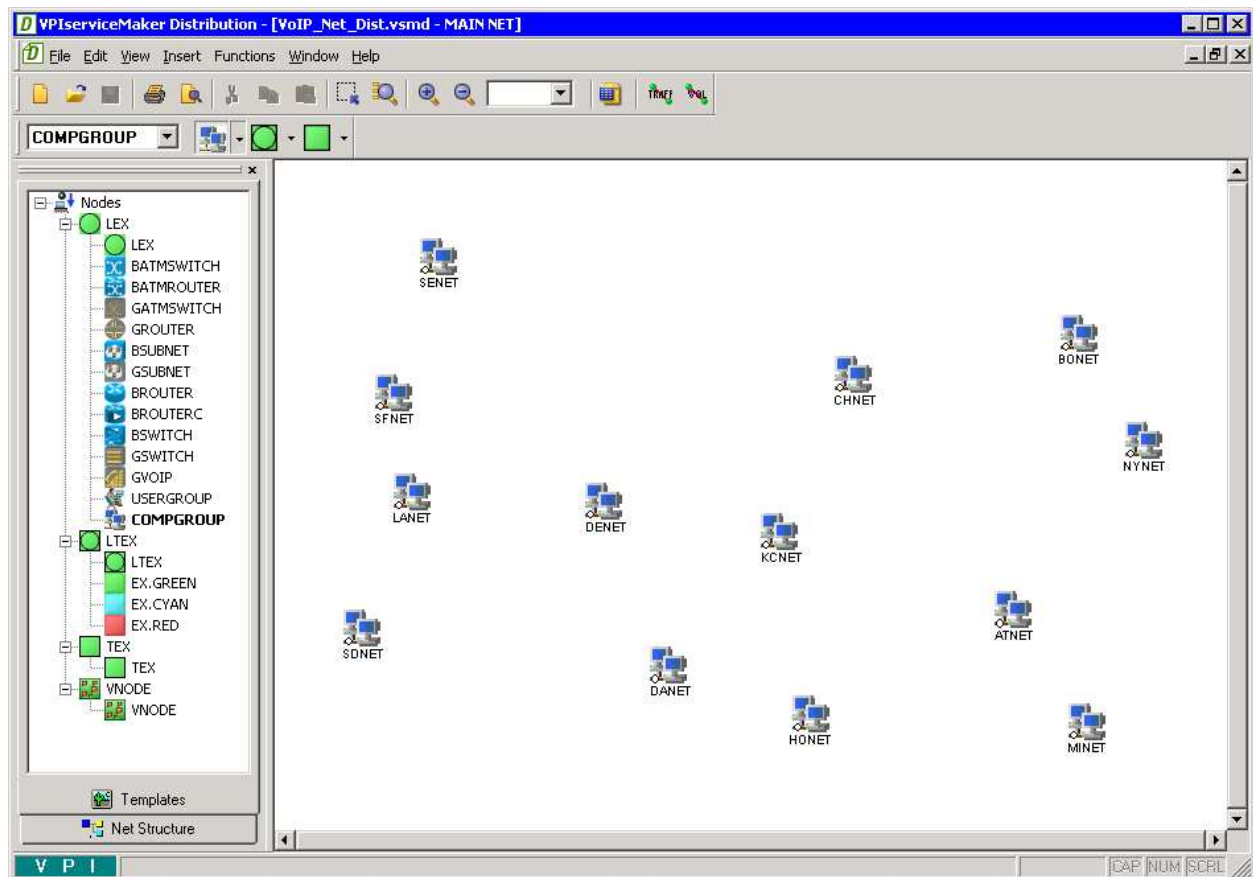 VPIserviceMaker Distribution - [VoIP_Net_Dist.vsmd - MAIN NET]
File Edit View Insert Functions Window Help
TRAFF VOL
COMPGROUP
Nodes
LEX
LEX
BATMSWITCH
BATMROUTER
GATMSWITCH
GROUTER
BSUBNET
GSUBNET
BROUTER
BROUTERC
BSWITCH
GSWITCH
GVOIP
USERGROUP
COMPGROUP
LTEX
LTEX
EX.GREEN
EX.CYAN
EX.RED
TEX
TEX
VNODE
VNODE
Templates
Net Structure
SENET
BONET
CHNET
SFNET
NYNET
LANET
DENET
KCNET
ATNET
SDNET
DANET
HONET
MINET
V P I
CAP NUM SCRL